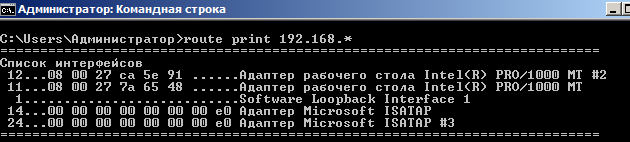 Администратор: Командная строка
C:\Users\Администратор>route print 192.168.*
===========================================================================
Список интерфейсов
 12...08 00 27 ca 5e 91 ......Адаптер рабочего стола Intel(R) PRO/1000 MT #2
 11...08 00 27 7a 65 48 ......Адаптер рабочего стола Intel(R) PRO/1000 MT
  1...........................Software Loopback Interface 1
 14...00 00 00 00 00 00 00 e0 Адаптер Microsoft ISATAP
 13...00 00 00 00 00 00 00 e0 Адаптер Microsoft ISATAP #3
===========================================================================